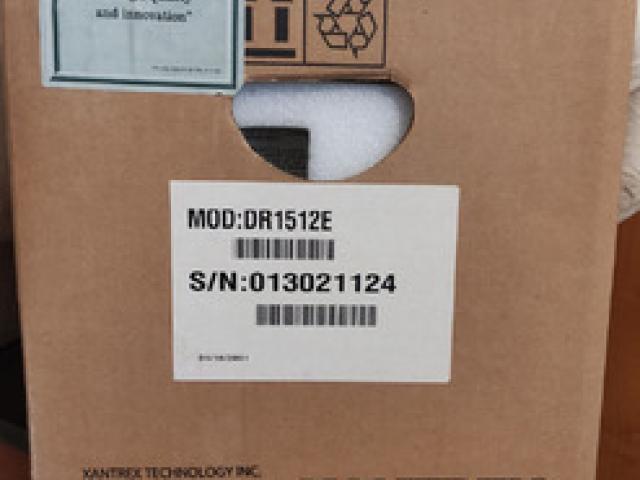 and innovation"
MOD:DR1512E
S/N:013021124
XANTREX TECHNOLOGY INC.